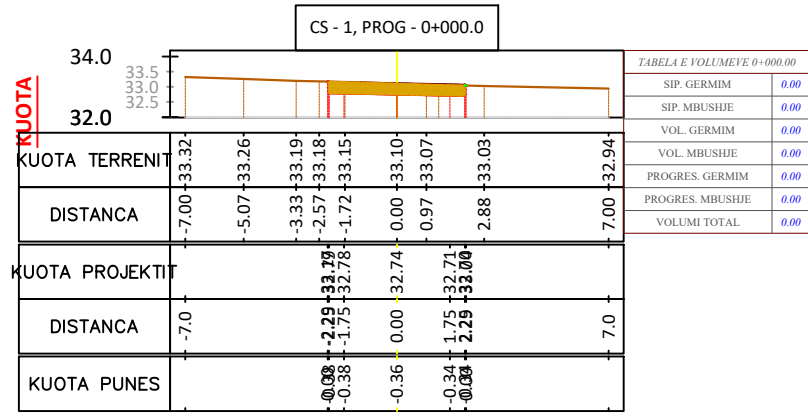 CS - 1, PROG - 0+000.0
KUOTA
34.0
33.5
33.0
32.5
32.0
KUOTA TERRENIT 33.32 33.26 33.19 33.18 33.15 33.10 33.07 33.03 32.94
DISTANCA -7.00 -5.07 -3.33 -2.57 -1.72 0.00 0.97 2.88 7.00
KUOTA PROJEKTIT 32.78 32.74 32.71
DISTANCA -7.0 -1.75 0.00 1.75 7.0
KUOTA PUNES -0.38 -0.36 -0.34
TABELA E VOLUMEVE 0+000.00
SIP. GERMIM 0.00
SIP. MBUSHJE 0.00
VOL. GERMIM 0.00
VOL. MBUSHJE 0.00
PROGRES. GERMIM 0.00
PROGRES. MBUSHJE 0.00
VOLUMI TOTAL 0.00